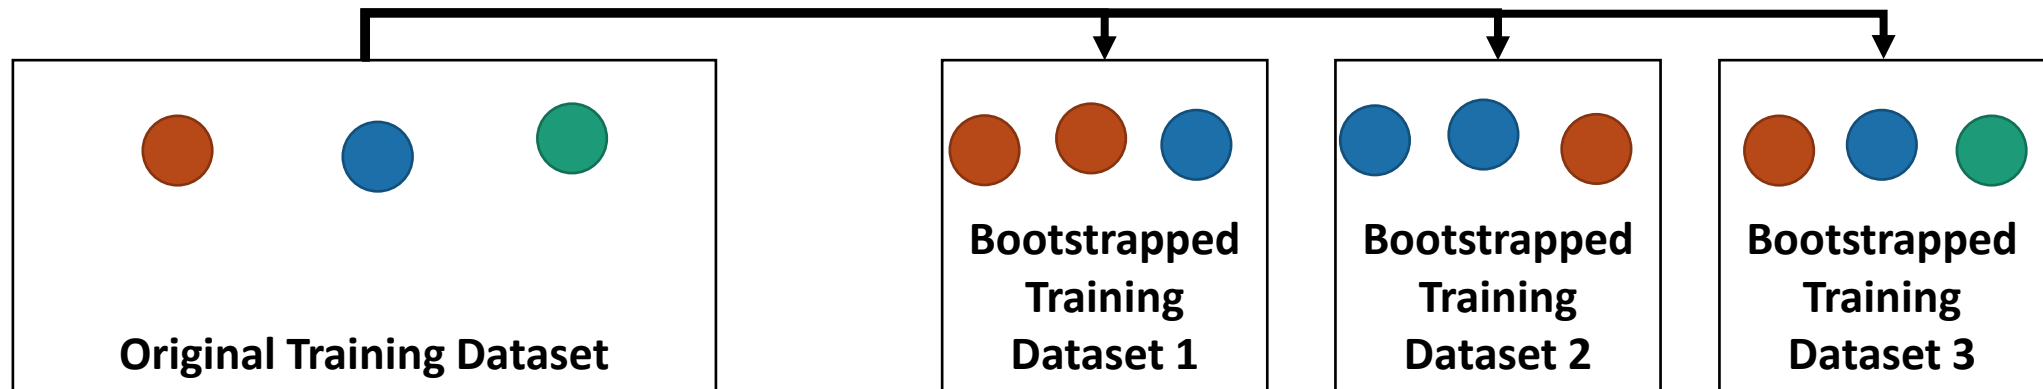 Original Training Dataset
Bootstrapped
Training
Dataset 1
Bootstrapped
Training
Dataset 2
Bootstrapped
Training
Dataset 3